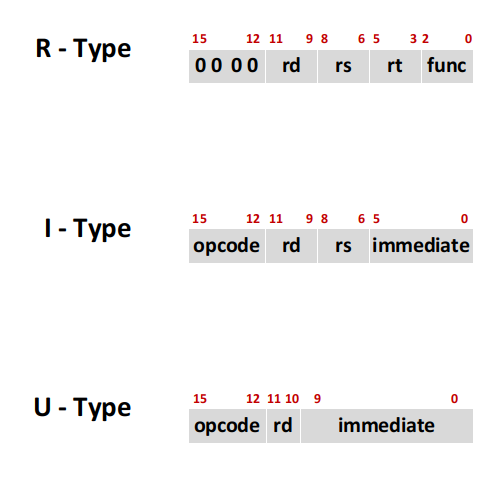 R - Type
15 12 11 9 8 6 5 3 2 0
0 0 0 0 rd rs rt func
I - Type
15 12 11 9 8 6 5 0
opcode rd rs immediate
U - Type
15 12 11 10 9 0
opcode rd immediate